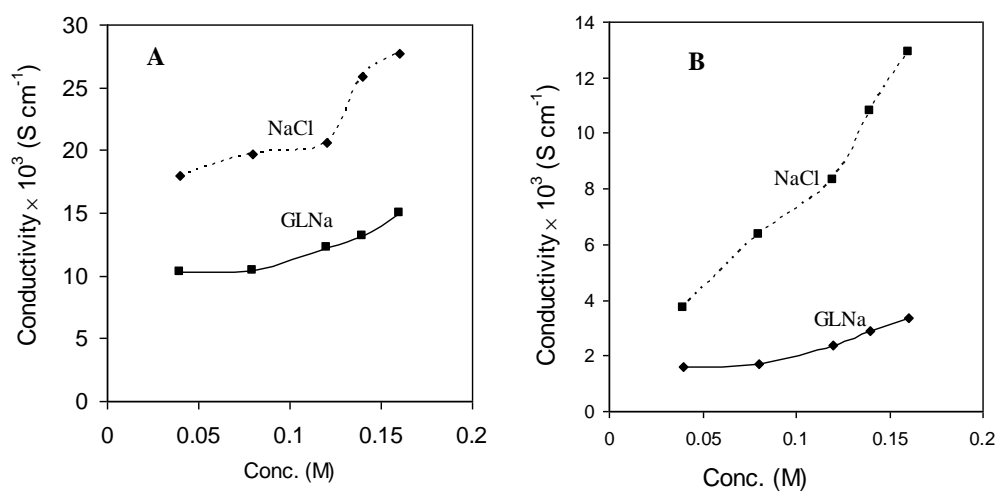 A
Conductivity × 10³ (S cm⁻¹)
30
25
20
15
10
5
0
NaCl
GLNa
0
0.05
0.1
0.15
0.2
Conc. (M)
B
Conductivity × 10³ (S cm⁻¹)
14
12
10
8
6
4
2
0
NaCl
GLNa
0
0.05
0.1
0.15
0.2
Conc. (M)